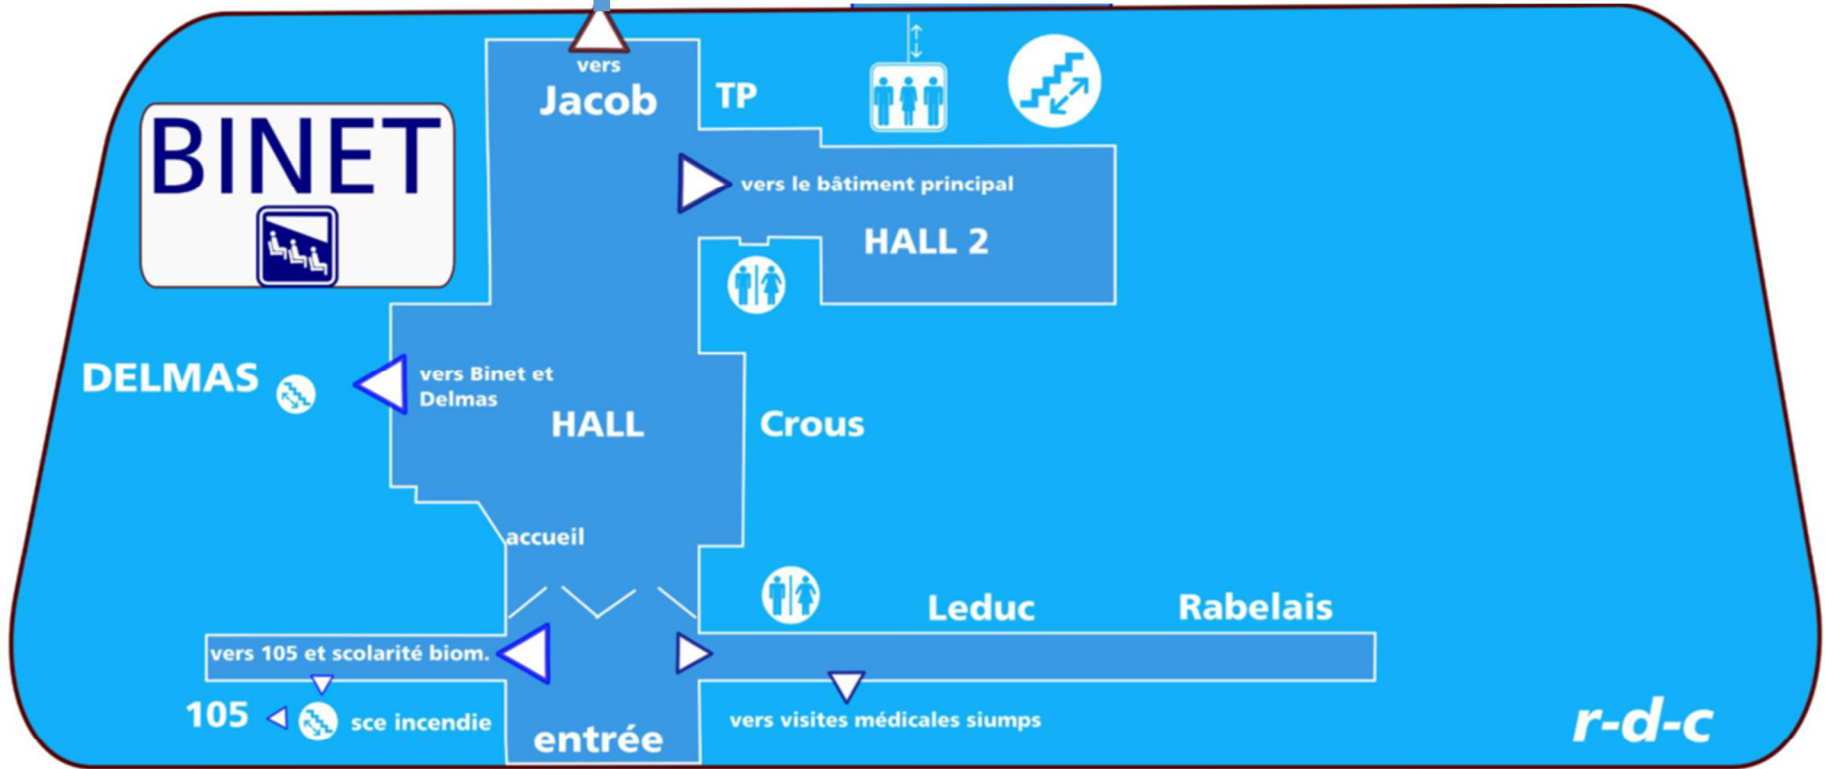 vers
Jacob
TP
BINET
vers le bâtiment principal
HALL 2
DELMAS
vers Binet et
Delmas
HALL
Crous
accueil
Leduc
Rabelais
vers 105 et scolarité biom.
105
sce incendie
entrée
vers visites médicales siumps
r-d-c